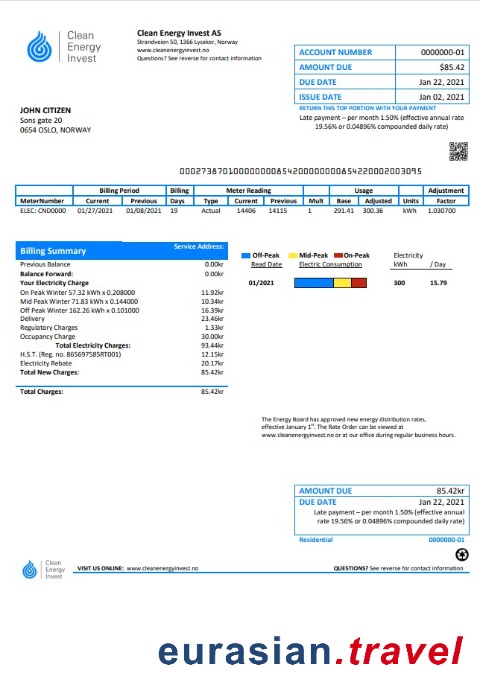 Clean
Energy
Invest
Clean Energy Invest AS
Strandveien 50, 1366 Lysaker, Norway
www.cleanenergyinvest.no
Questions? See reverse for contact information
ACCOUNT NUMBER 0000000-01
AMOUNT DUE $85.42
DUE DATE Jan 22, 2021
ISSUE DATE Jan 02, 2021
RETURN THIS TOP PORTION WITH YOUR PAYMENT
Late payment – per month 1.50% (effective annual rate
19.56% or 0.04896% compounded daily rate)
JOHN CITIZEN
Sons gate 20
0654 OSLO, NORWAY
Billing Period Billing Meter Reading Usage Adjustment
MeterNumber Current Previous Days Type Current Previous Mult Base Adjusted Units Factor
ELEC: CND0000 01/27/2021 01/08/2021 19 Actual 14406 14115 1 291.41 300.36 kWh 1.030700
Billing Summary Service Address:
Previous Balance 0.00kr
Balance Forward: 0.00kr
Your Electricity Charge
On Peak Winter 57.32 kWh x 0.208000 11.92kr
Mid Peak Winter 71.83 kWh x 0.144000 10.34kr
Off Peak Winter 162.26 kWh x 0.101000 16.39kr
Delivery 23.46kr
Regulatory Charges 1.33kr
Occupancy Charge 30.00kr
Total Electricity Charges: 93.44kr
H.S.T. (Reg. no. 865697585RT001) 12.15kr
Electricity Rebate 20.17kr
Total New Charges: 85.42kr
Total Charges: 85.42kr
Off-Peak Mid-Peak On-Peak Electricity
Read Date Electric Consumption kWh / Day
01/2021 300 15.79
The Energy Board has approved new energy distribution rates,
effective January 1st. The Rate Order can be viewed at
www.cleanenergyinvest.no or at our office during regular business hours.
AMOUNT DUE 85.42kr
DUE DATE Jan 22, 2021
Late payment – per month 1.50% (effective annual
rate 19.56% or 0.04896% compounded daily rate)
Residential 0000000-01
Clean
Energy
Invest
VISIT US ONLINE: www.cleanenergyinvest.no QUESTIONS? See reverse for contact information
eurasian.travel